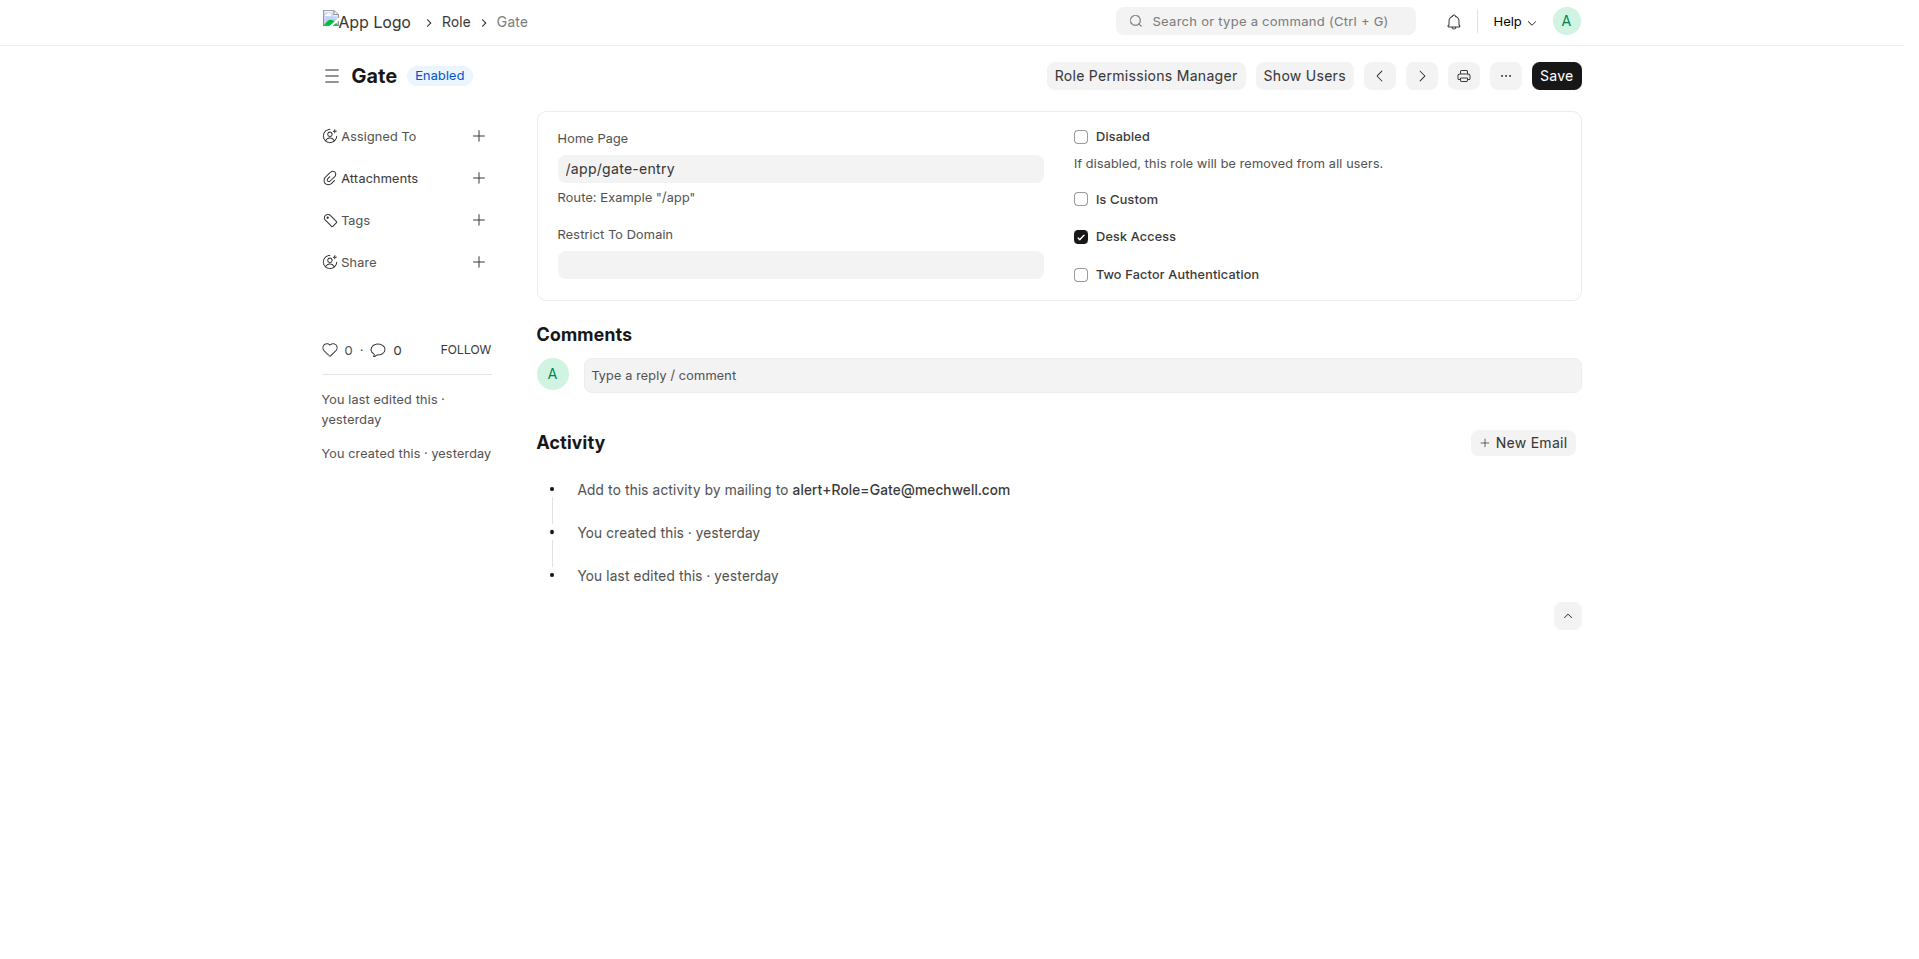 App Logo
Role
Gate
Search or type a command (Ctrl + G)
Help
A
Gate
Enabled
Role Permissions Manager
Show Users
Save
Assigned To
Attachments
Tags
Share
0 · 0
FOLLOW
You last edited this ·
yesterday
You created this · yesterday
Home Page
/app/gate-entry
Route: Example "/app"
Restrict To Domain
Disabled
If disabled, this role will be removed from all users.
Is Custom
Desk Access
Two Factor Authentication
Comments
A
Type a reply / comment
Activity
New Email
Add to this activity by mailing to alert+Role=Gate@mechwell.com
You created this · yesterday
You last edited this · yesterday